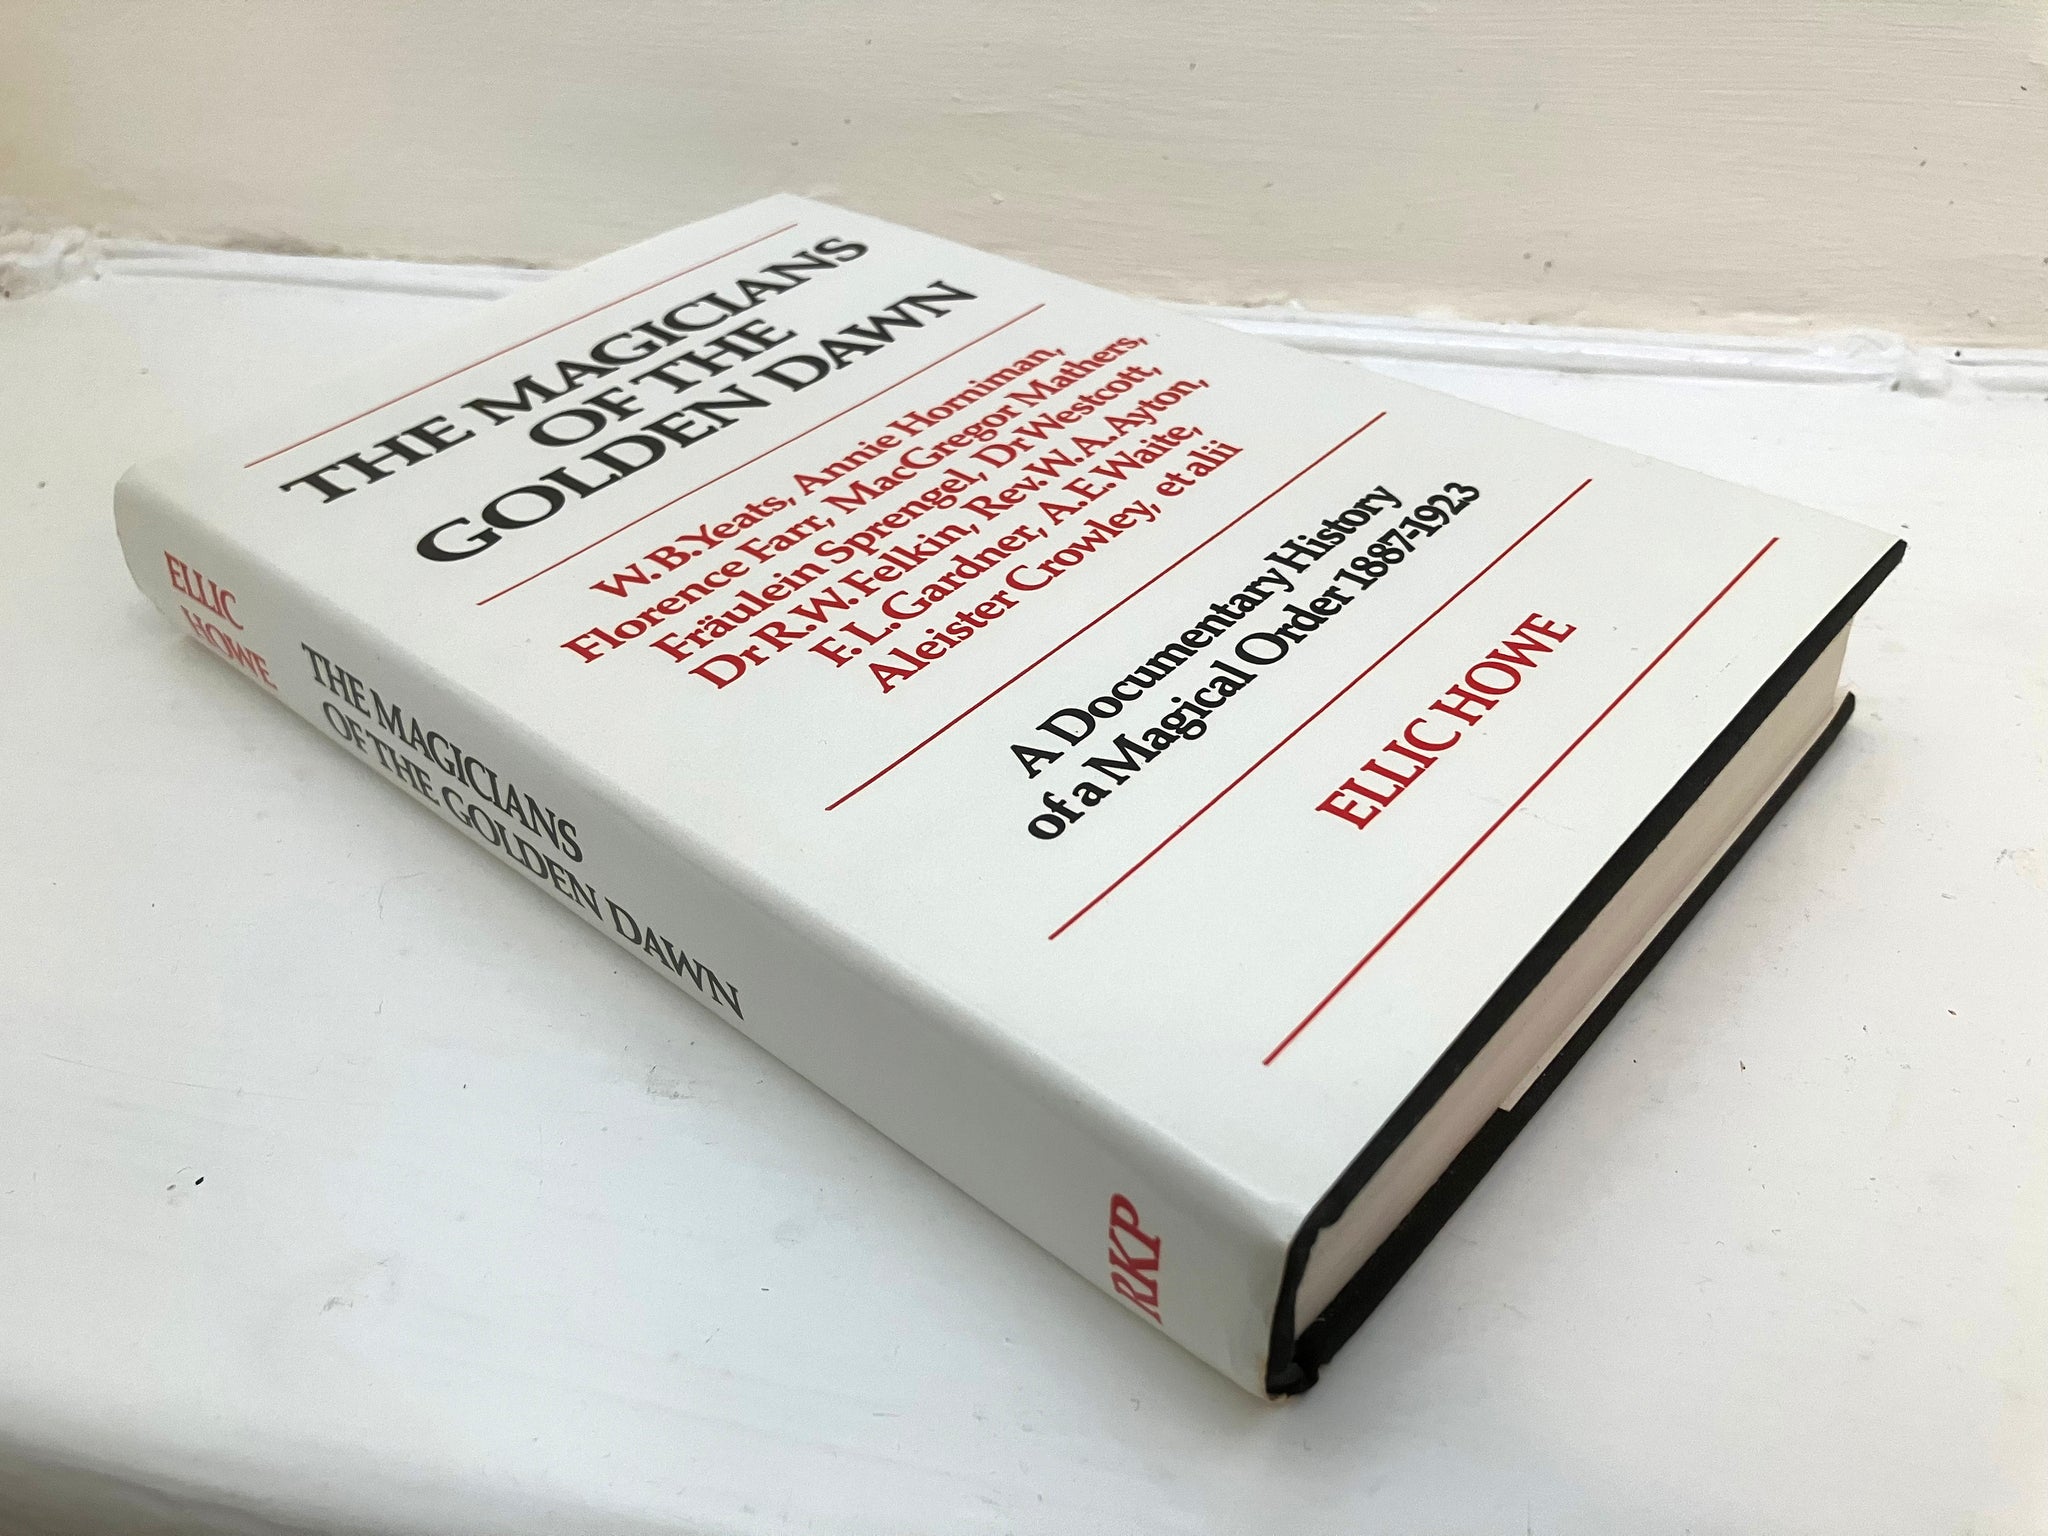 THE MAGICIANS
OF THE
GOLDEN DAWN
W. B. Yeats, Annie Horniman,
Florence Farr, MacGregor Mathers,
Fräulein Sprengel, Dr Westcott,
Dr R. W. Felkin, Rev. W. A. Ayton,
F. L. Gardner, A. E. Waite,
Aleister Crowley, et alii
A Documentary History
of a Magical Order 1887-1923
ELLIC HOWE
ELLIC
HOWE
THE MAGICIANS
OF THE GOLDEN DAWN
RKP